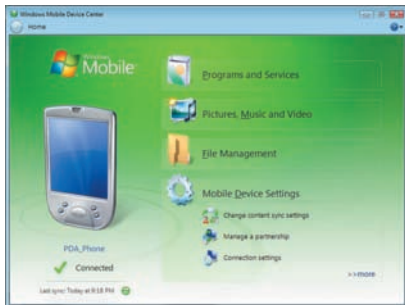 Windows Mobile Device Center
Home
Windows
Mobile
Programs and Services
Pictures, Music and Video
File Management
Mobile Device Settings
Change content sync settings
Manage a partnership
Connection settings
PDA_Phone
Connected
>>more
Last sync: Today at 8:18 PM